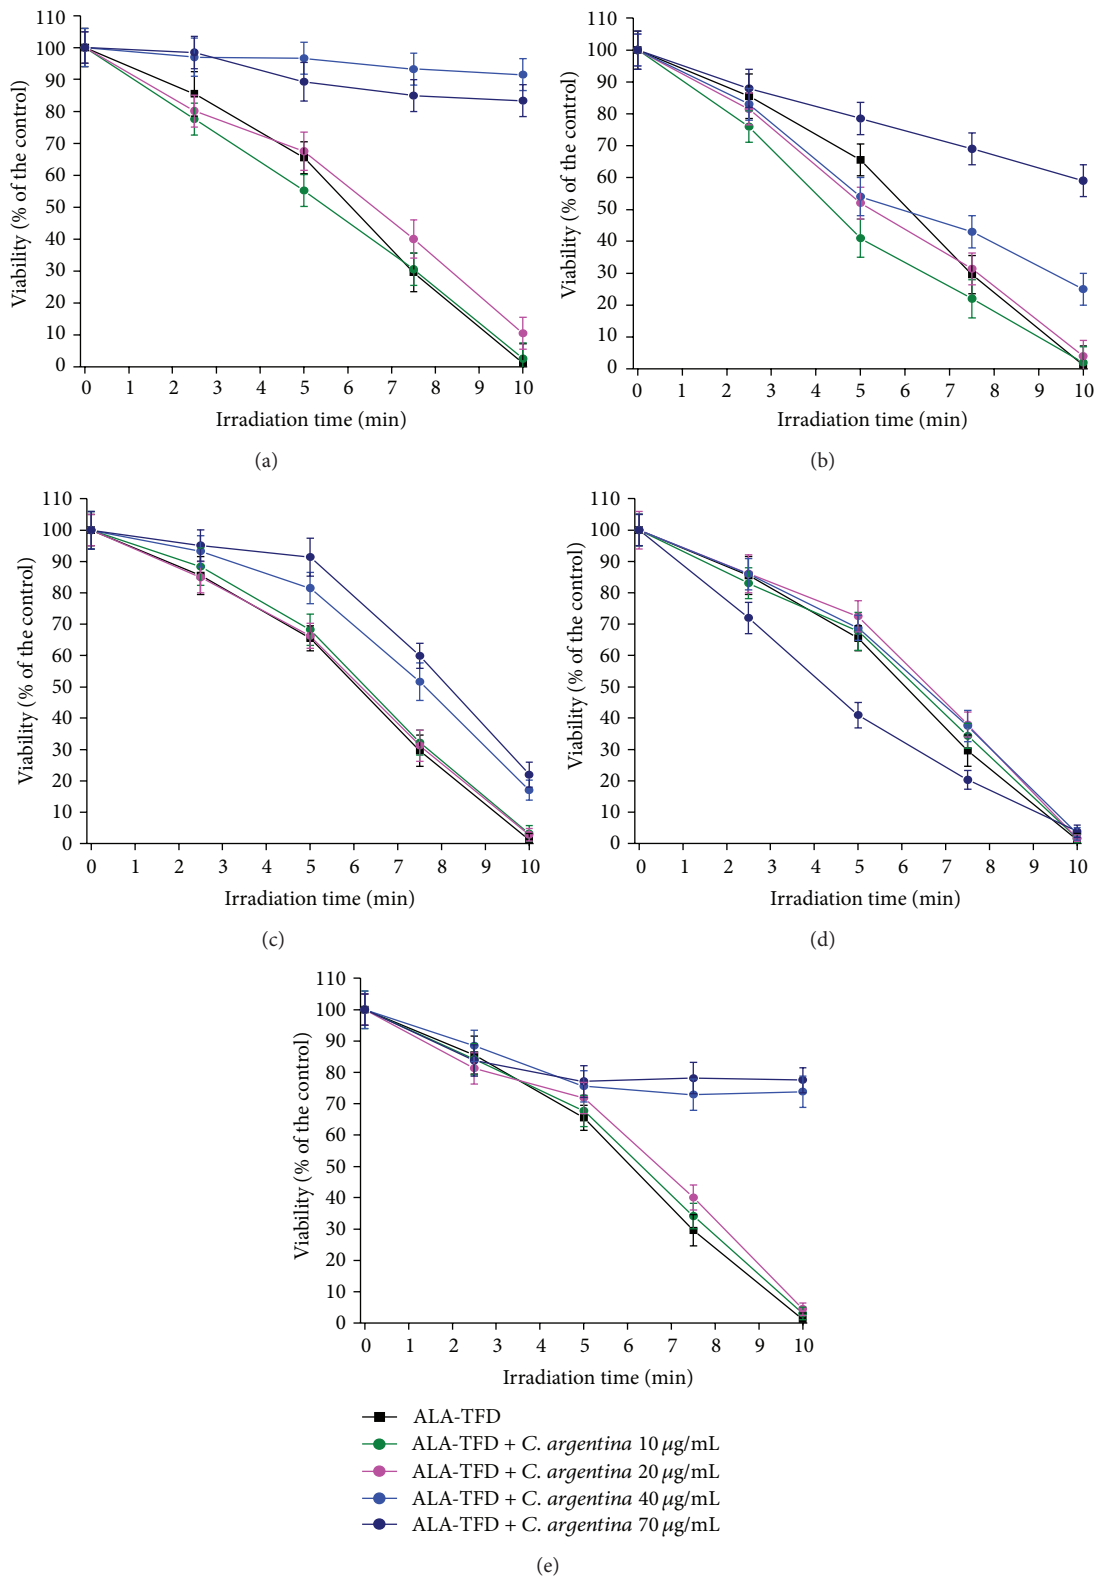 110
100
90
80
70
60
50
40
30
20
10
0
Viability (% of the control)
0 1 2 3 4 5 6 7 8 9 10
Irradiation time (min)
(a)
110
100
90
80
70
60
50
40
30
20
10
0
Viability (% of the control)
0 1 2 3 4 5 6 7 8 9 10
Irradiation time (min)
(b)
110
100
90
80
70
60
50
40
30
20
10
0
Viability (% of the control)
0 1 2 3 4 5 6 7 8 9 10
Irradiation time (min)
(c)
110
100
90
80
70
60
50
40
30
20
10
0
Viability (% of the control)
0 1 2 3 4 5 6 7 8 9 10
Irradiation time (min)
(d)
110
100
90
80
70
60
50
40
30
20
10
0
Viability (% of the control)
0 1 2 3 4 5 6 7 8 9 10
Irradiation time (min)
ALA-TFD
ALA-TFD + C. argentina 10 μg/mL
ALA-TFD + C. argentina 20 μg/mL
ALA-TFD + C. argentina 40 μg/mL
ALA-TFD + C. argentina 70 μg/mL
(e)